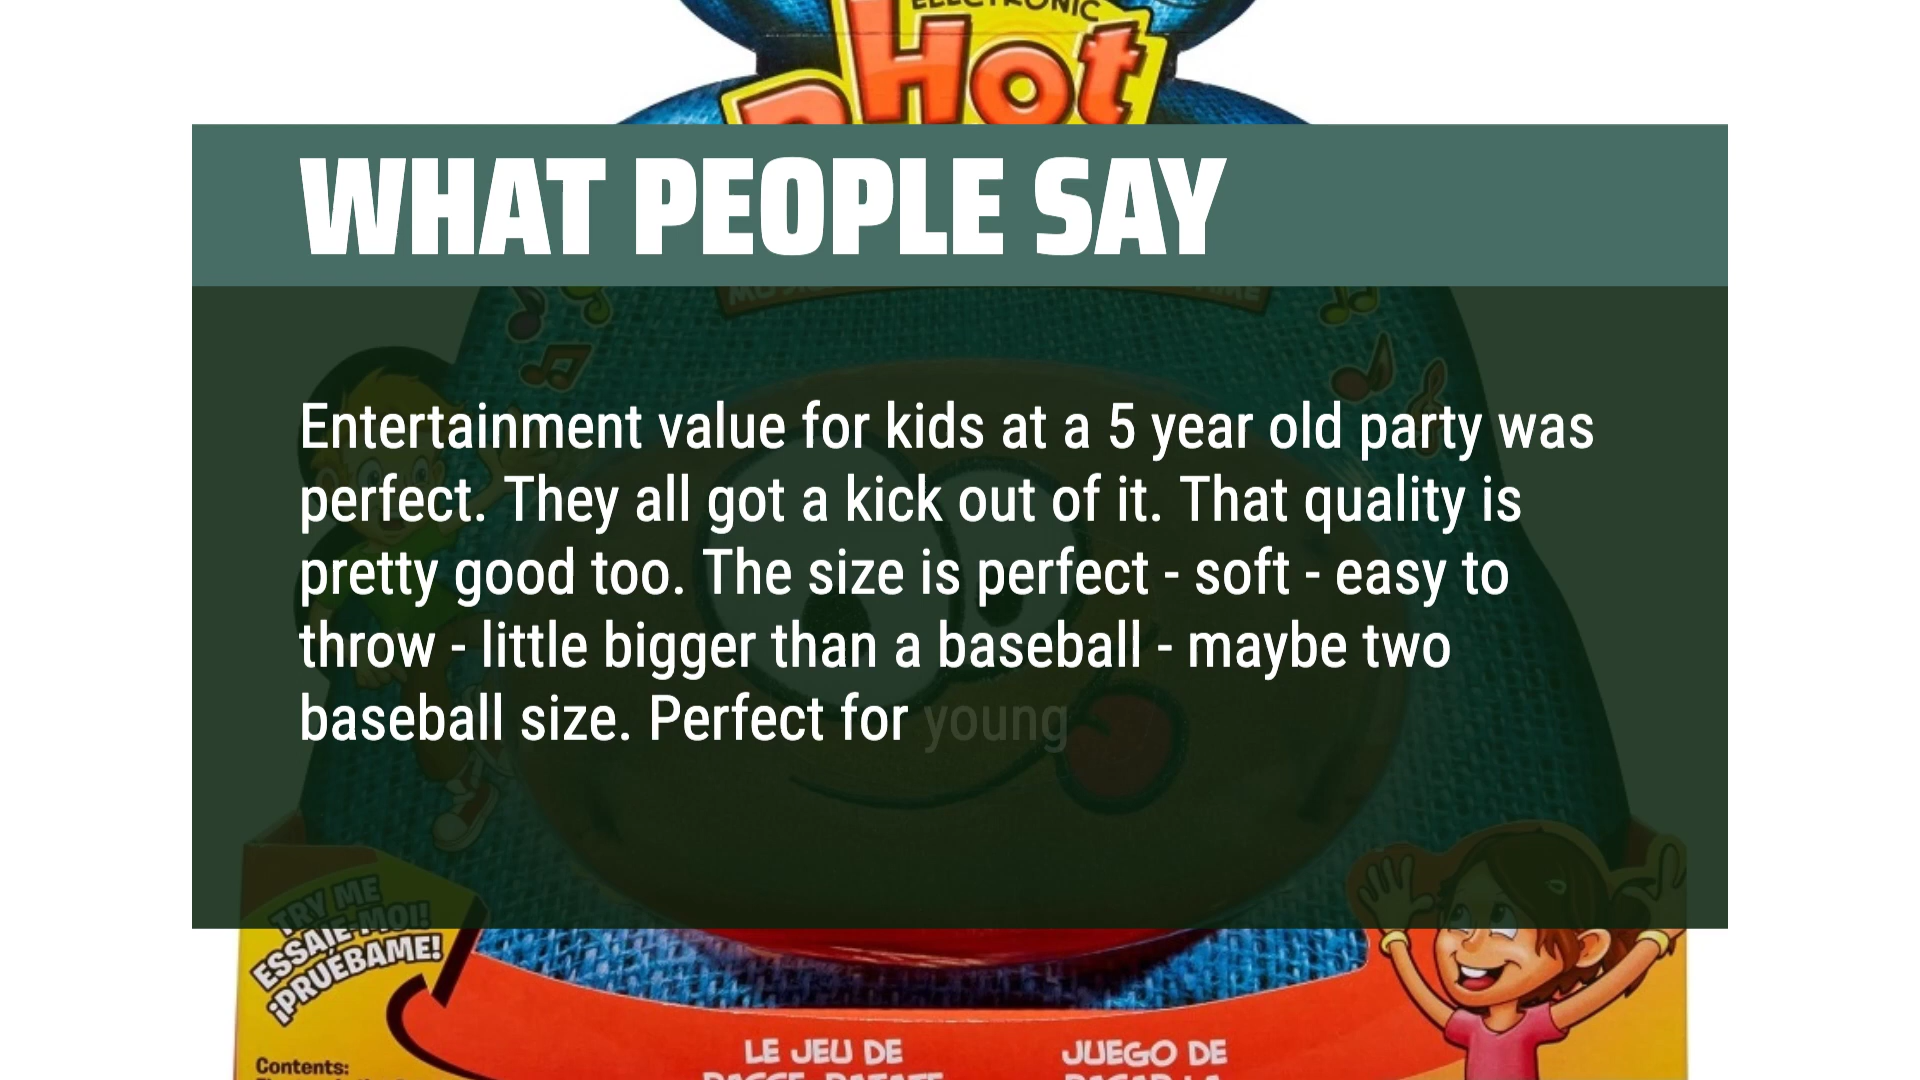 ELECTRONIC
Hot
WHAT PEOPLE SAY
Entertainment value for kids at a 5 year old party was
perfect. They all got a kick out of it. That quality is
pretty good too. The size is perfect - soft - easy to
throw - little bigger than a baseball - maybe two
baseball size. Perfect for young
TRY ME
ESSAIE-MOI!
¡PRUÉBAME!
LE JEU DE
JUEGO DE
Contents: